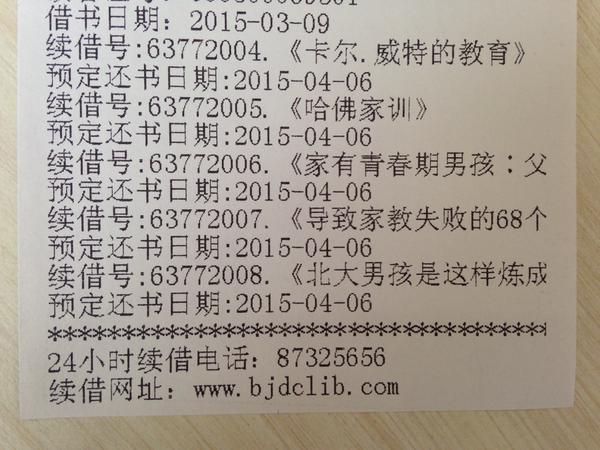 借书日期：2015-03-09
续借号:63772004.《卡尔.威特的教育》
预定还书日期:2015-04-06
续借号:63772005.《哈佛家训》
预定还书日期:2015-04-06
续借号:63772006.《家有青春期男孩：父
预定还书日期:2015-04-06
续借号:63772007.《导致家教失败的68个
预定还书日期:2015-04-06
续借号:63772008.《北大男孩是这样炼成
预定还书日期:2015-04-06
****************************************
24小时续借电话：87325656
续借网址：www.bjdclib.com